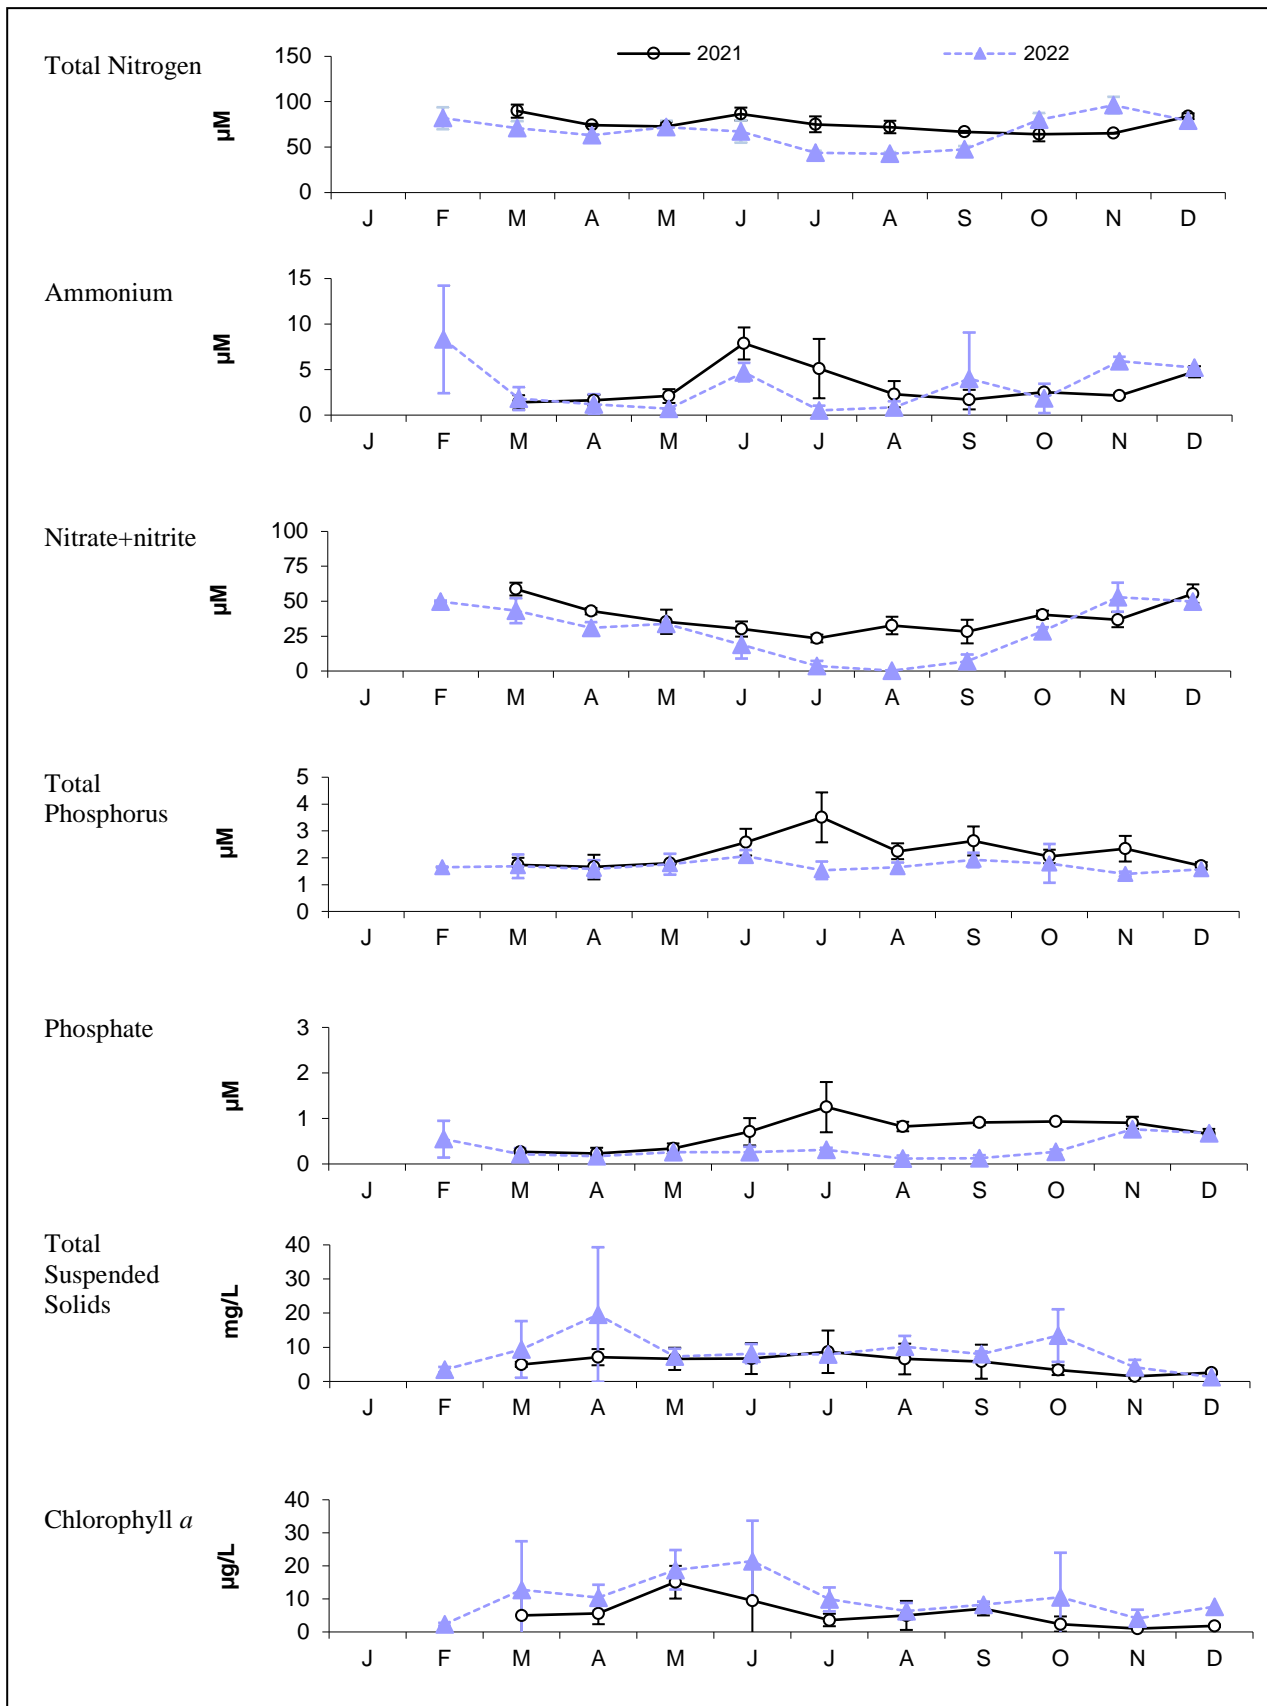 Total Nitrogen
µM
150
100
50
0
2021
2022
J F M A M J J A S O N D
Ammonium
µM
15
10
5
0
J F M A M J J A S O N D
Nitrate+nitrite
µM
100
75
50
25
0
J F M A M J J A S O N D
Total
Phosphorus
µM
5
4
3
2
1
0
J F M A M J J A S O N D
Phosphate
µM
3
2
1
0
J F M A M J J A S O N D
Total
Suspended
Solids
mg/L
40
30
20
10
0
J F M A M J J A S O N D
Chlorophyll a
µg/L
40
30
20
10
0
J F M A M J J A S O N D